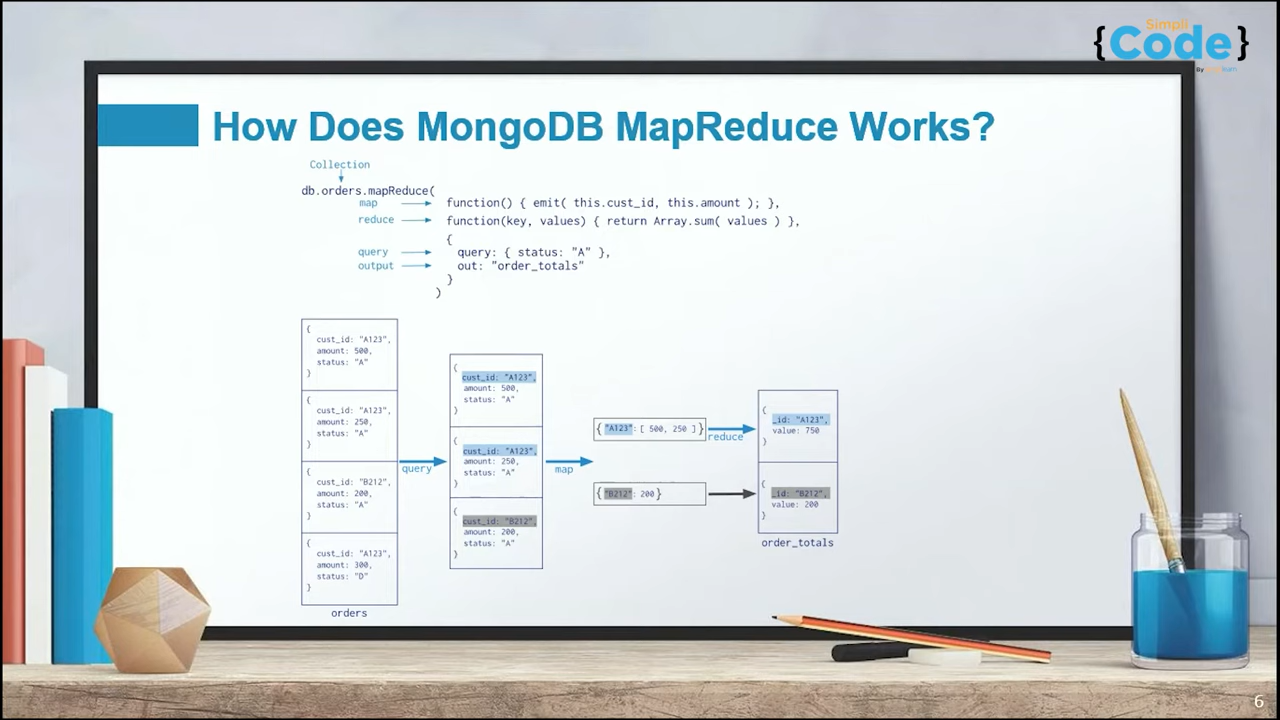 Simpli
{Code}
By
How Does MongoDB MapReduce Works?
Collection
db.orders.mapReduce(
map function() { emit( this.cust_id, this.amount ); },
reduce function(key, values) { return Array.sum( values ) },
{
query query: { status: "A" },
output out: "order_totals"
}
)
{
cust_id: "A123",
amount: 500,
status: "A"
}
{
cust_id: "A123",
amount: 250,
status: "A"
}
{
cust_id: "B212",
amount: 200,
status: "A"
}
{
cust_id: "A123",
amount: 300,
status: "D"
}
orders
query
{
cust_id: "A123",
amount: 500,
status: "A"
}
{
cust_id: "A123",
amount: 250,
status: "A"
}
{
cust_id: "B212",
amount: 200,
status: "A"
}
map
{"A123": [ 500, 250 ]}
{"B212": 200}
reduce
{
_id: "A123",
value: 750
}
{
_id: "B212",
value: 200
}
order_totals
6